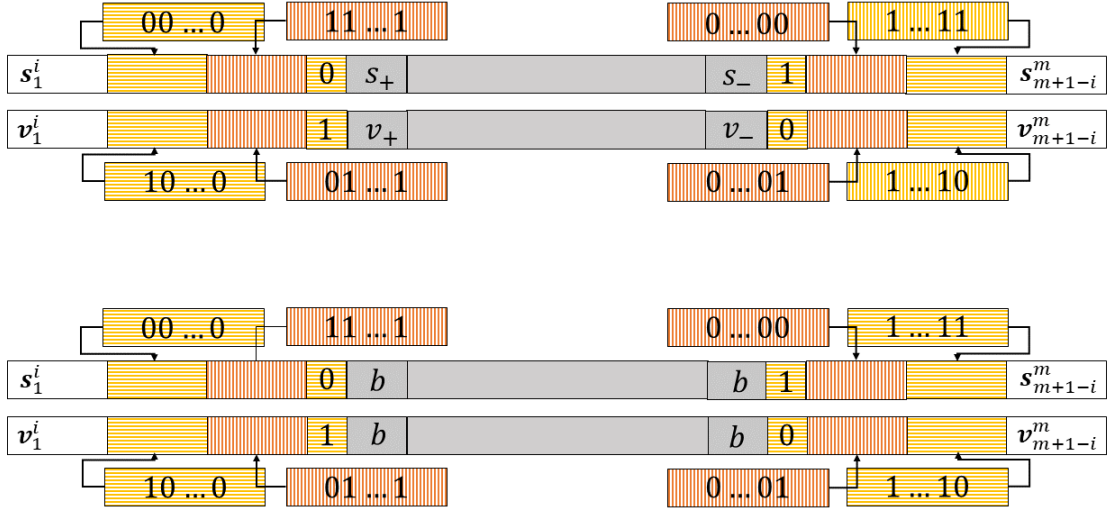 00 … 0 11 … 1 0 … 00 1 … 11
s_1^i 0 s_+ s_- 1 s_{m+1-i}^m
v_1^i 1 v_+ v_- 0 v_{m+1-i}^m
10 … 0 01 … 1 0 … 01 1 … 10
00 … 0 11 … 1 0 … 00 1 … 11
s_1^i 0 b b 1 s_{m+1-i}^m
v_1^i 1 b b 0 v_{m+1-i}^m
10 … 0 01 … 1 0 … 01 1 … 10